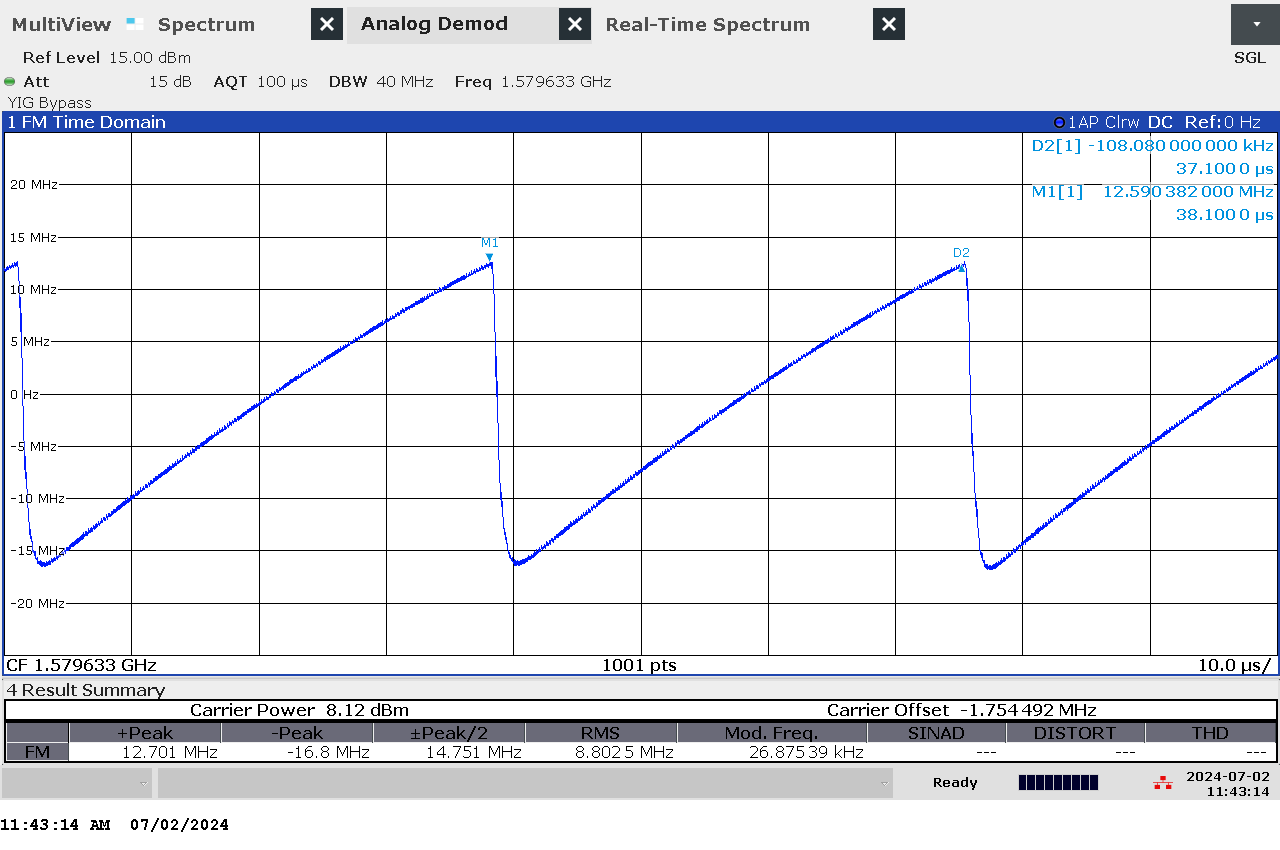 MultiView Spectrum Analog Demod Real-Time Spectrum
Ref Level 15.00 dBm SGL
Att 15 dB AQT 100 µs DBW 40 MHz Freq 1.579633 GHz
YIG Bypass
1 FM Time Domain 1AP Clrw DC Ref: 0 Hz
D2[1] -108.080 000 000 kHz
37.100 0 µs
M1[1] 12.590 382 000 MHz
38.100 0 µs
20 MHz
15 MHz
M1
D2
10 MHz
5 MHz
0 Hz
-5 MHz
-10 MHz
-15 MHz
-20 MHz
CF 1.579633 GHz 1001 pts 10.0 µs/
4 Result Summary
Carrier Power 8.12 dBm Carrier Offset -1.754 492 MHz
+Peak -Peak ±Peak/2 RMS Mod. Freq. SINAD DISTORT THD
FM 12.701 MHz -16.8 MHz 14.751 MHz 8.802 5 MHz 26.875 39 kHz --- --- ---
Ready 2024-07-02
11:43:14
11:43:14 AM 07/02/2024